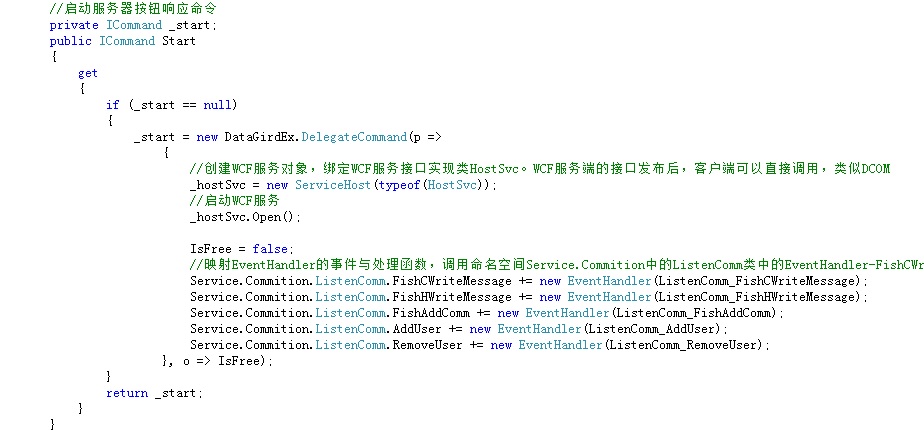 //启动服务器按钮响应命令
private ICommand _start;
public ICommand Start
{
get
{
if (_start == null)
{
_start = new DataGirdEx.DelegateCommand(p =>
{
//创建WCF服务对象，绑定WCF服务接口实现类HostSvc。WCF服务端的接口发布后，客户端可以直接调用，类似DCOM
_hostSvc = new ServiceHost(typeof(HostSvc));
//启动WCF服务
_hostSvc.Open();
IsFree = false;
//映射EventHandler的事件与处理函数，调用命名空间Service.Commition中的ListenComm类中的EventHandler-FishCWr
Service.Commition.ListenComm.FishCWriteMessage += new EventHandler(ListenComm_FishCWriteMessage);
Service.Commition.ListenComm.FishHWriteMessage += new EventHandler(ListenComm_FishHWriteMessage);
Service.Commition.ListenComm.FishAddComm += new EventHandler(ListenComm_FishAddComm);
Service.Commition.ListenComm.AddUser += new EventHandler(ListenComm_AddUser);
Service.Commition.ListenComm.RemoveUser += new EventHandler(ListenComm_RemoveUser);
}, o => IsFree);
}
return _start;
}
}